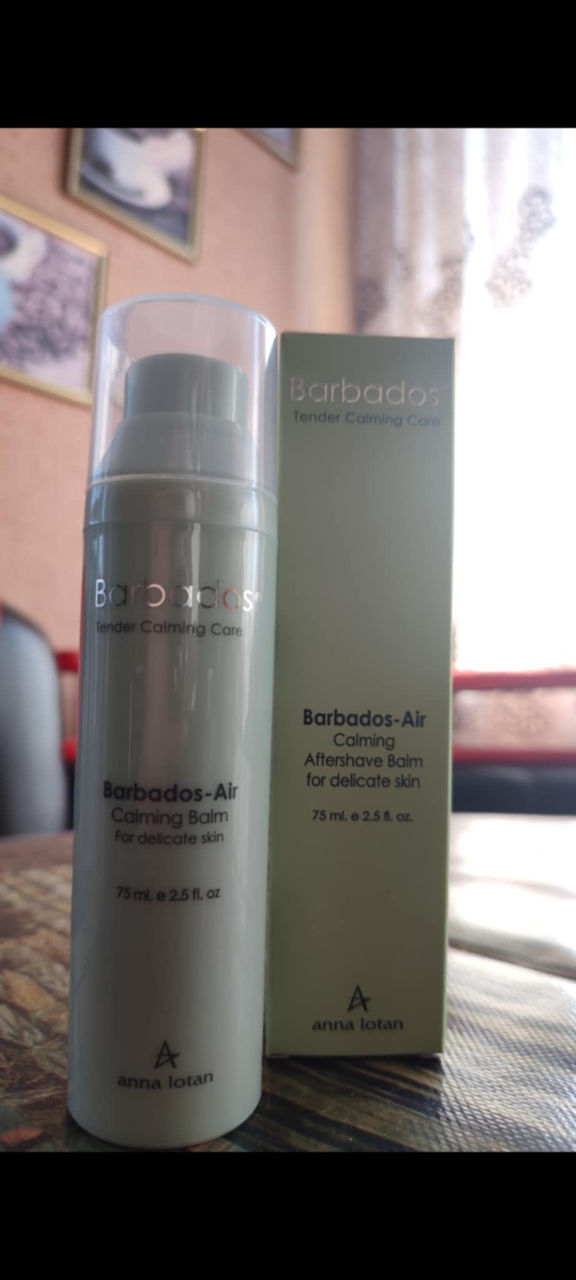 Barbados®
Tender Calming Care
Barbados-Air
Calming Balm
For delicate skin
75 ml. e 2.5 fl. oz
anna lotan
Barbados
Tender Calming Care
Barbados-Air
Calming
Aftershave Balm
for delicate skin
75 ml. e 2.5 fl. oz.
anna lotan